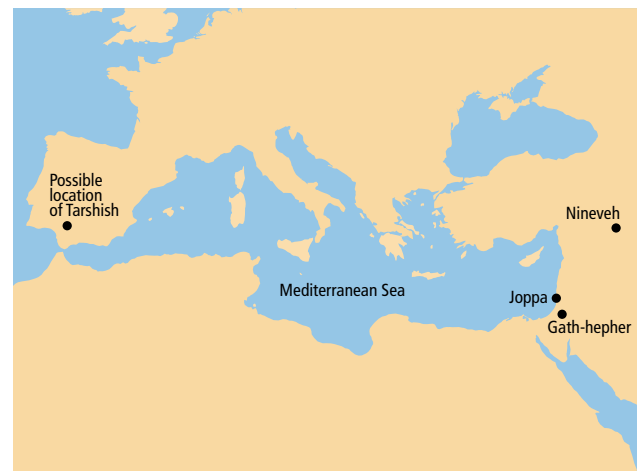 Possible
location
of Tarshish
Nineveh
Mediterranean Sea
Joppa
Gath-hepher